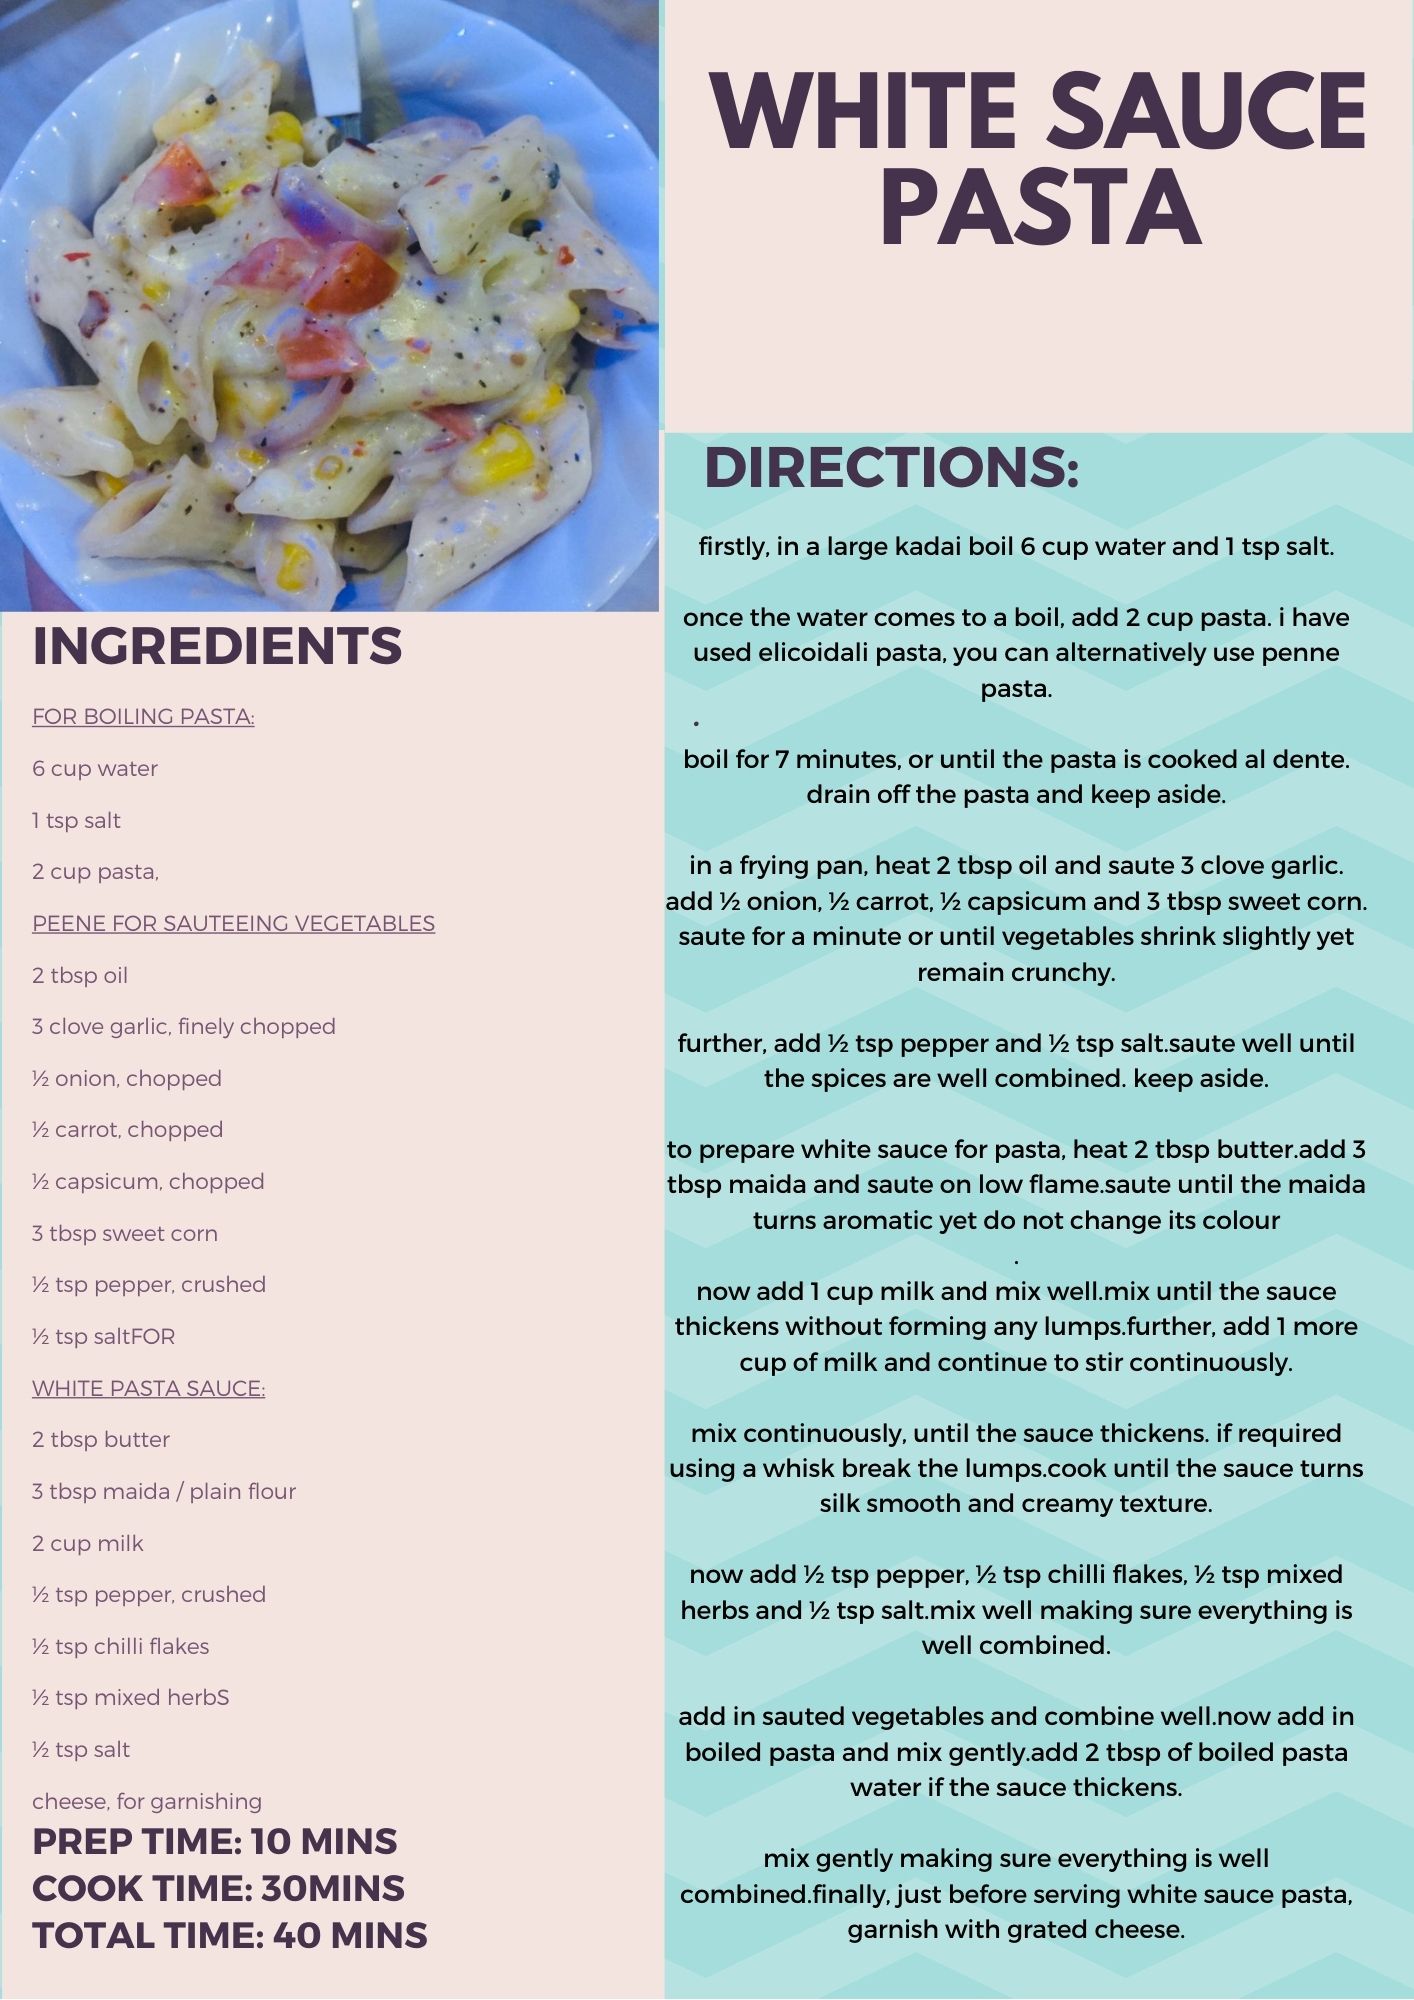 WHITE SAUCE
PASTA
INGREDIENTS
FOR BOILING PASTA:
6 cup water
1 tsp salt
2 cup pasta,
PEENE FOR SAUTEEING VEGETABLES
2 tbsp oil
3 clove garlic, finely chopped
½ onion, chopped
½ carrot, chopped
½ capsicum, chopped
3 tbsp sweet corn
½ tsp pepper, crushed
½ tsp saltFOR
WHITE PASTA SAUCE:
2 tbsp butter
3 tbsp maida / plain flour
2 cup milk
½ tsp pepper, crushed
½ tsp chilli flakes
½ tsp mixed herbS
½ tsp salt
cheese, for garnishing
PREP TIME: 10 MINS
COOK TIME: 30MINS
TOTAL TIME: 40 MINS
DIRECTIONS:
firstly, in a large kadai boil 6 cup water and 1 tsp salt.
once the water comes to a boil, add 2 cup pasta. i have
used elicoidali pasta, you can alternatively use penne
pasta.
.
boil for 7 minutes, or until the pasta is cooked al dente.
drain off the pasta and keep aside.
in a frying pan, heat 2 tbsp oil and saute 3 clove garlic.
add ½ onion, ½ carrot, ½ capsicum and 3 tbsp sweet corn.
saute for a minute or until vegetables shrink slightly yet
remain crunchy.
further, add ½ tsp pepper and ½ tsp salt.saute well until
the spices are well combined. keep aside.
to prepare white sauce for pasta, heat 2 tbsp butter.add 3
tbsp maida and saute on low flame.saute until the maida
turns aromatic yet do not change its colour
.
now add 1 cup milk and mix well.mix until the sauce
thickens without forming any lumps.further, add 1 more
cup of milk and continue to stir continuously.
mix continuously, until the sauce thickens. if required
using a whisk break the lumps.cook until the sauce turns
silk smooth and creamy texture.
now add ½ tsp pepper, ½ tsp chilli flakes, ½ tsp mixed
herbs and ½ tsp salt.mix well making sure everything is
well combined.
add in sauted vegetables and combine well.now add in
boiled pasta and mix gently.add 2 tbsp of boiled pasta
water if the sauce thickens.
mix gently making sure everything is well
combined.finally, just before serving white sauce pasta,
garnish with grated cheese.